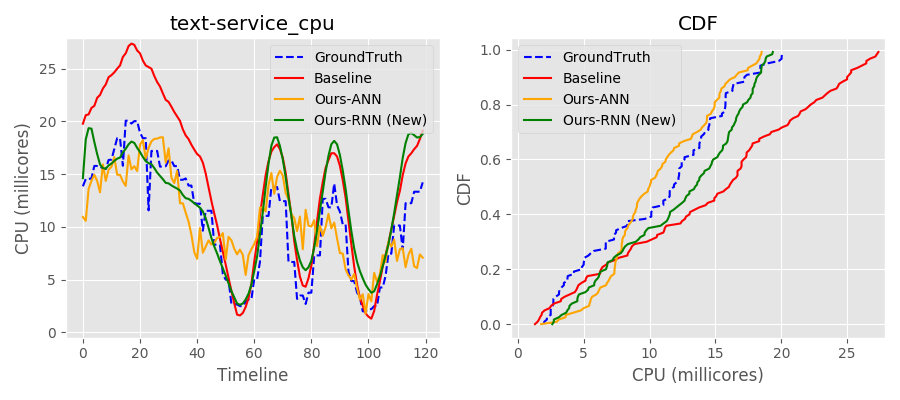 text-service_cpu
CPU (millicores)
25
20
15
10
5
0
GroundTruth
Baseline
Ours-ANN
Ours-RNN (New)
0
20
40
60
80
100
120
Timeline
CDF
CDF
1.0
0.8
0.6
0.4
0.2
0.0
GroundTruth
Baseline
Ours-ANN
Ours-RNN (New)
0
5
10
15
20
25
CPU (millicores)